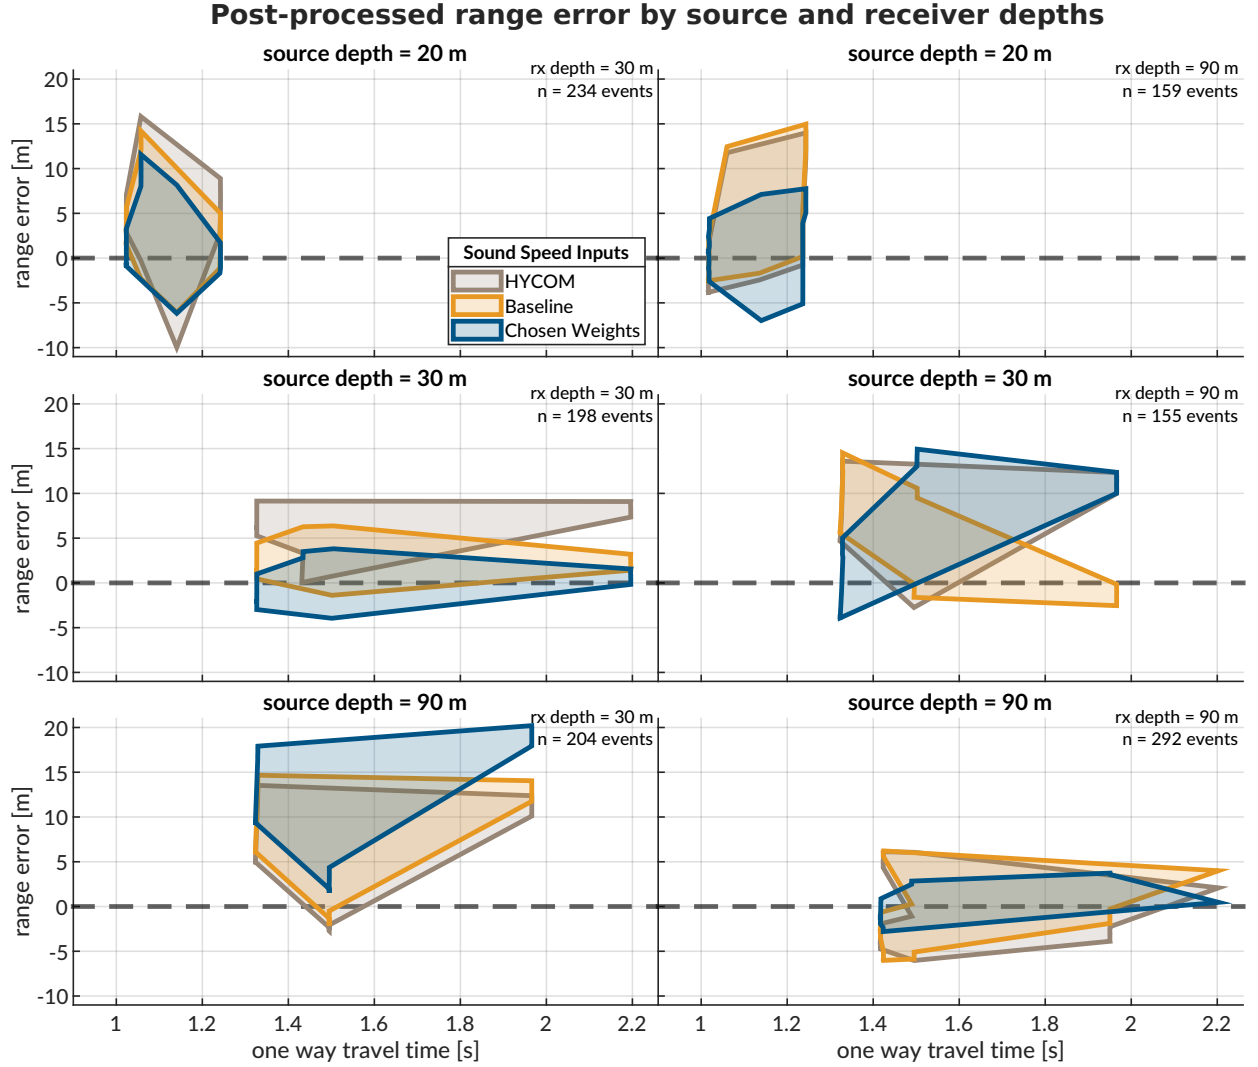 Post-processed range error by source and receiver depths
source depth = 20 m
rx depth = 30 m
n = 234 events
20
15
10
5
0
-5
-10
range error [m]
Sound Speed Inputs
HYCOM
Baseline
Chosen Weights
source depth = 20 m
rx depth = 90 m
n = 159 events
source depth = 30 m
rx depth = 30 m
n = 198 events
20
15
10
5
0
-5
-10
range error [m]
source depth = 30 m
rx depth = 90 m
n = 155 events
source depth = 90 m
rx depth = 30 m
n = 204 events
20
15
10
5
0
-5
-10
range error [m]
1 1.2 1.4 1.6 1.8 2 2.2
one way travel time [s]
source depth = 90 m
rx depth = 90 m
n = 292 events
1 1.2 1.4 1.6 1.8 2 2.2
one way travel time [s]